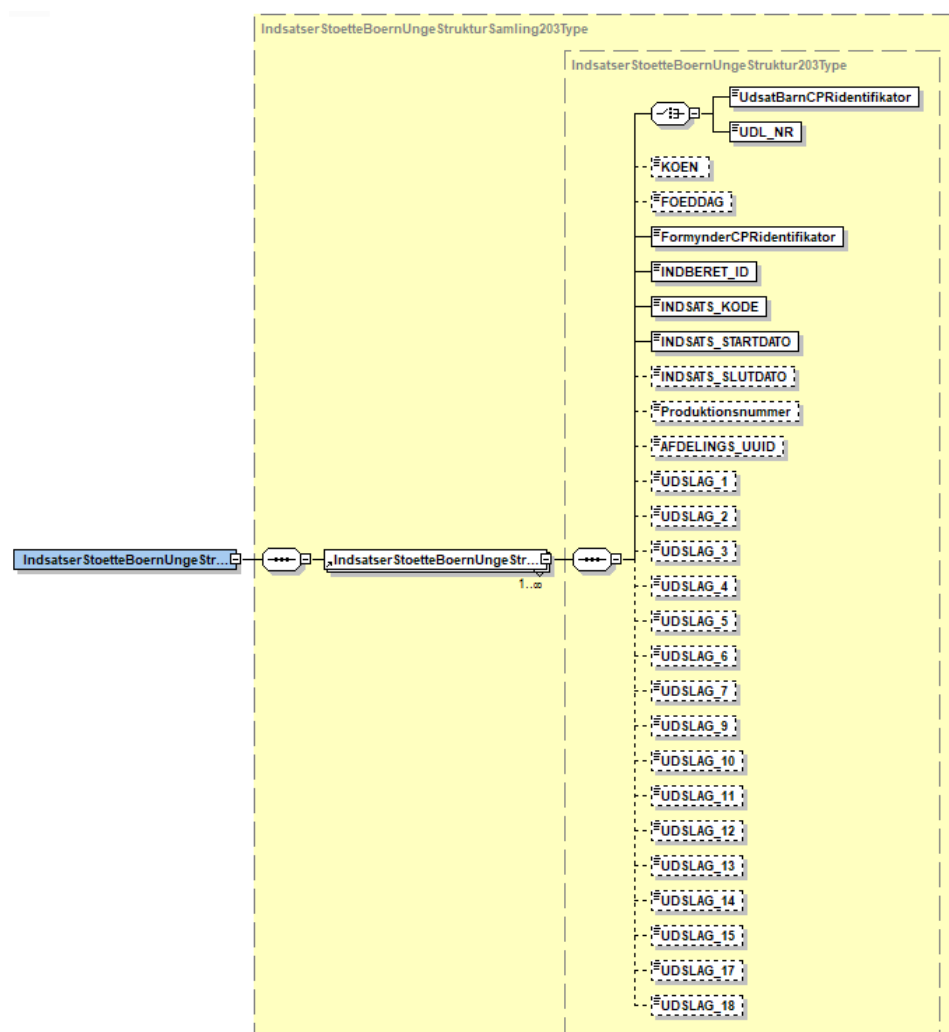 IndsatserStoetteBoernUngeStrukturSamling203Type
IndsatserStoetteBoernUngeStruktur203Type
UdsatBarnCPRidentifikator
UDL_NR
KOEN
FOEDDAG
FormynderCPRidentifikator
INDBERET_ID
INDSATS_KODE
INDSATS_STARTDATO
INDSATS_SLUTDATO
Produktionsnummer
AFDELINGS_UUID
UDSLAG_1
UDSLAG_2
UDSLAG_3
IndsatserStoetteBoernUngeStr...
IndsatserStoetteBoernUngeStr...
1..∞
UDSLAG_4
UDSLAG_5
UDSLAG_6
UDSLAG_7
UDSLAG_9
UDSLAG_10
UDSLAG_11
UDSLAG_12
UDSLAG_13
UDSLAG_14
UDSLAG_15
UDSLAG_17
UDSLAG_18